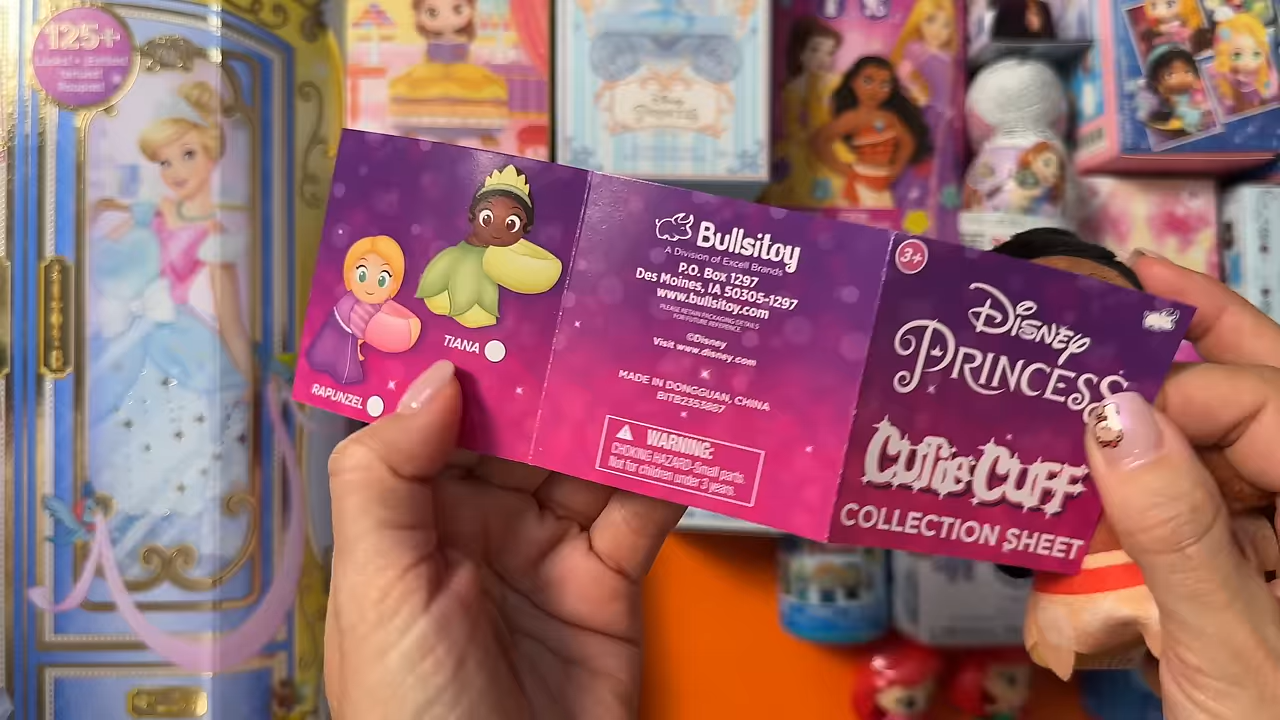 125+
Looks!
RAPUNZEL
TIANA
Bullsitoy
A Division of Excell Brands
P.O. Box 1297
Des Moines, IA 50305-1297
www.bullsitoy.com
PLEASE RETAIN PACKAGING DETAILS
FOR FUTURE REFERENCE.
©Disney
Visit www.disney.com
MADE IN DONGGUAN, CHINA
BITB2353887
WARNING:
CHOKING HAZARD-Small parts.
Not for children under 3 years.
3+
DISNEY
PRINCESS
CUTIE CUFF
COLLECTION SHEET